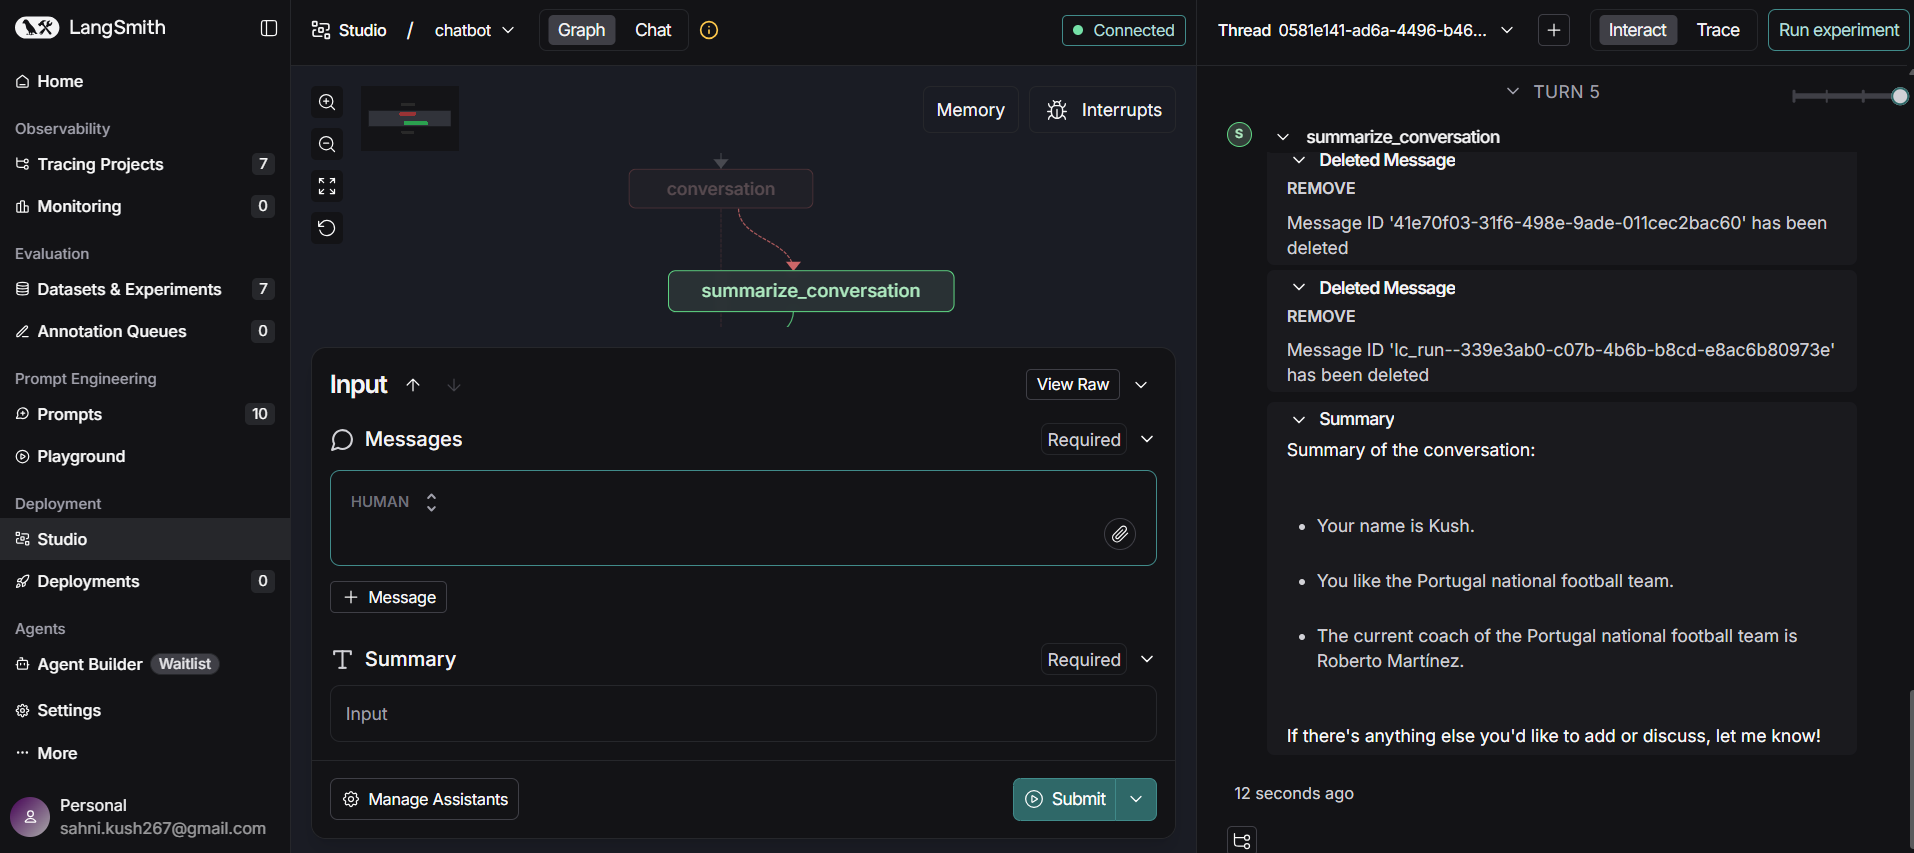 LangSmith
Home
Observability
Tracing Projects 7
Monitoring 0
Evaluation
Datasets & Experiments 7
Annotation Queues 0
Prompt Engineering
Prompts 10
Playground
Deployment
Studio
Deployments 0
Agents
Agent Builder Waitlist
Settings
More
Personal
sahni.kush267@gmail.com
Studio / chatbot Graph Chat Connected
Memory Interrupts
conversation
summarize_conversation
Input View Raw
Messages Required
HUMAN
+ Message
Summary Required
Input
Manage Assistants Submit
Thread 0581e141-ad6a-4496-b46... + Interact Trace Run experiment
TURN 5
S summarize_conversation
Deleted Message
REMOVE
Message ID '41e70f03-31f6-498e-9ade-011cec2bac60' has been
deleted
Deleted Message
REMOVE
Message ID 'lc_run--339e3ab0-c07b-4b6b-b8cd-e8ac6b80973e'
has been deleted
Summary
Summary of the conversation:
• Your name is Kush.
• You like the Portugal national football team.
• The current coach of the Portugal national football team is
Roberto Martínez.
If there's anything else you'd like to add or discuss, let me know!
12 seconds ago